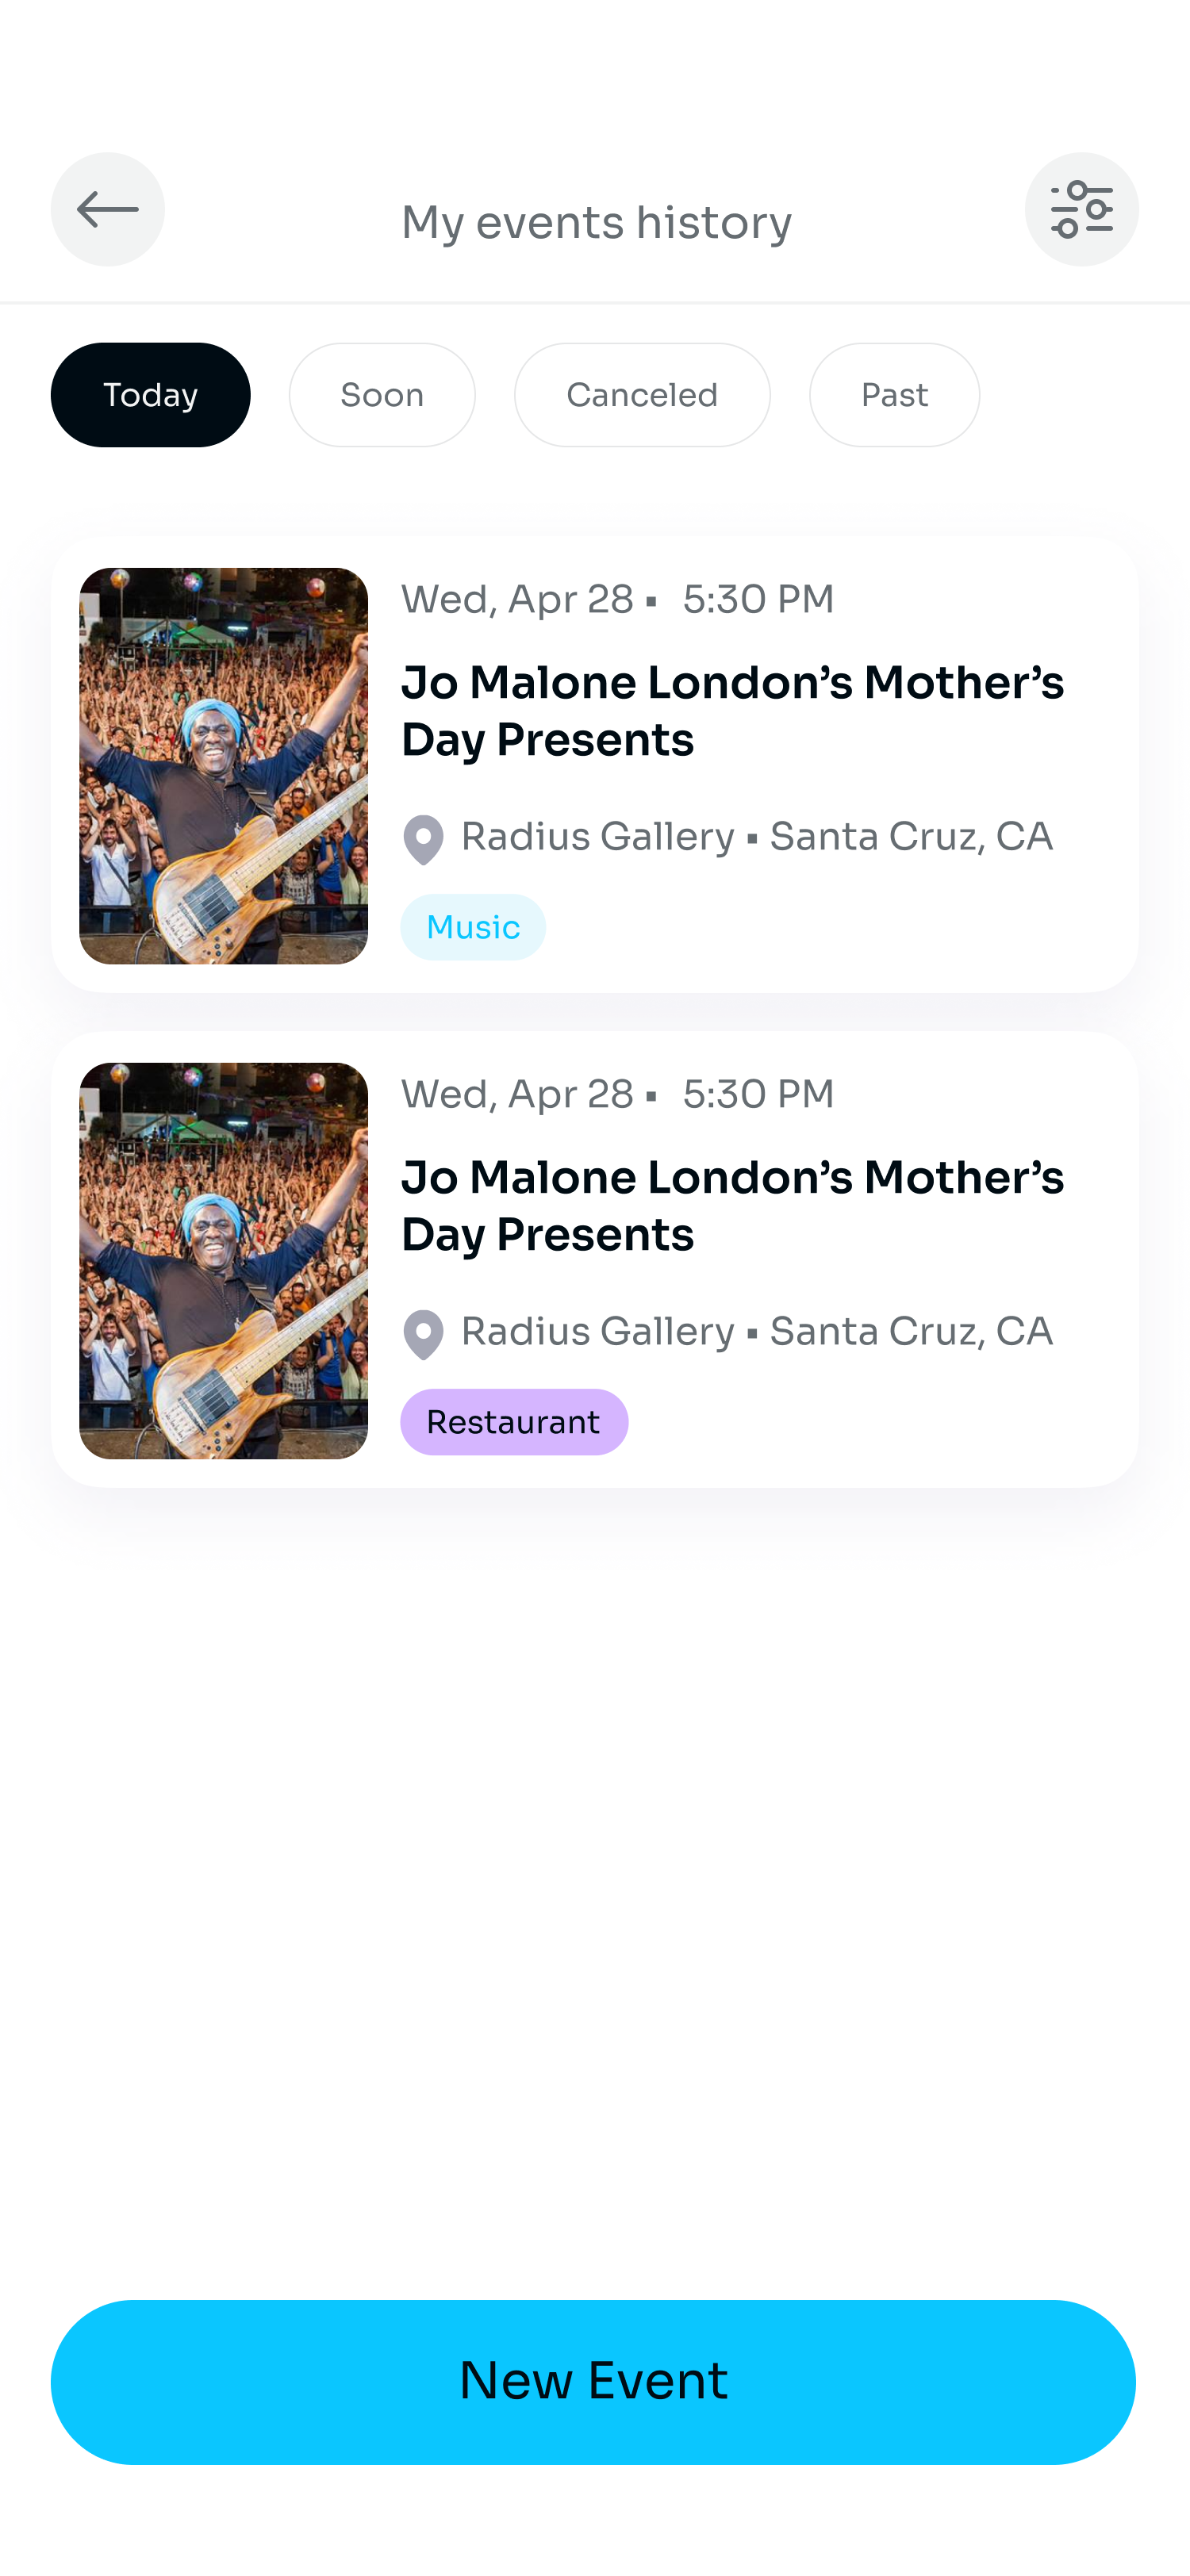 My events history
Today
Soon
Canceled
Past
Wed, Apr 28 ▪ 5:30 PM
Jo Malone London’s Mother’s
Day Presents
Radius Gallery ▪ Santa Cruz, CA
Music
Wed, Apr 28 ▪ 5:30 PM
Jo Malone London’s Mother’s
Day Presents
Radius Gallery ▪ Santa Cruz, CA
Restaurant
New Event